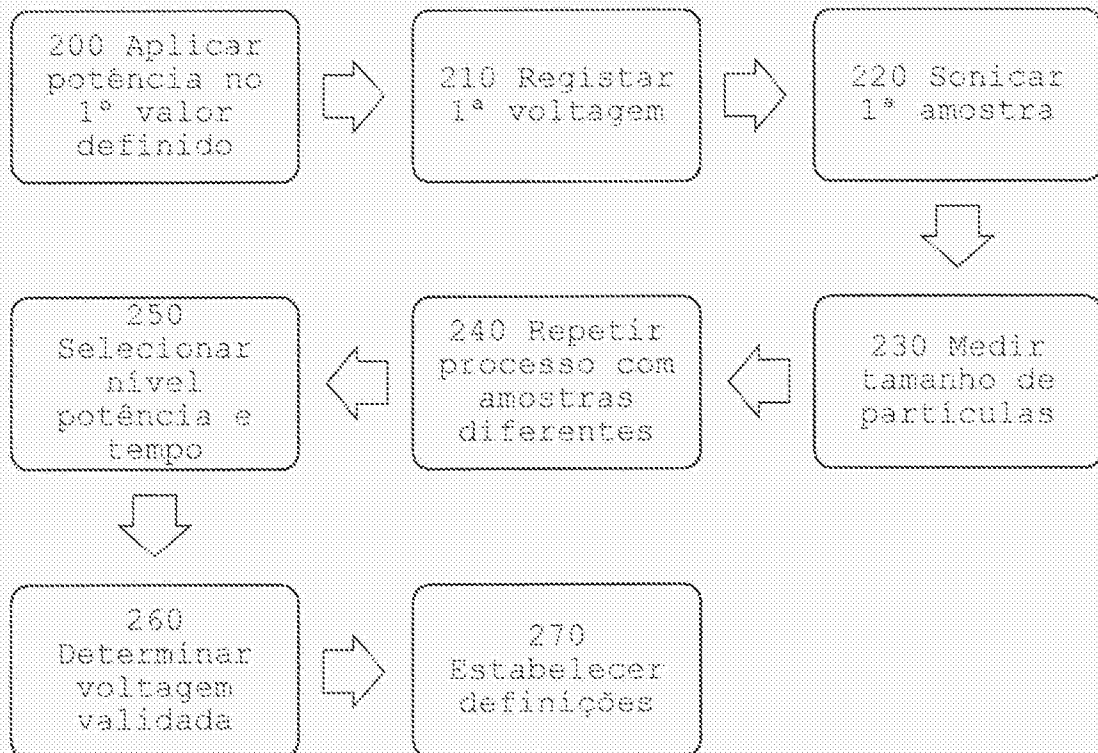 200 Aplicar
potência no
1º valor
definido
210 Registar
1ª voltagem
220 Sonicar
1ª amostra
230 Medir
tamanho de
partículas
240 Repetir
processo com
amostras
diferentes
250
Selecionar
nível
potência e
tempo
260
Determinar
voltagem
validada
270
Estabelecer
definições